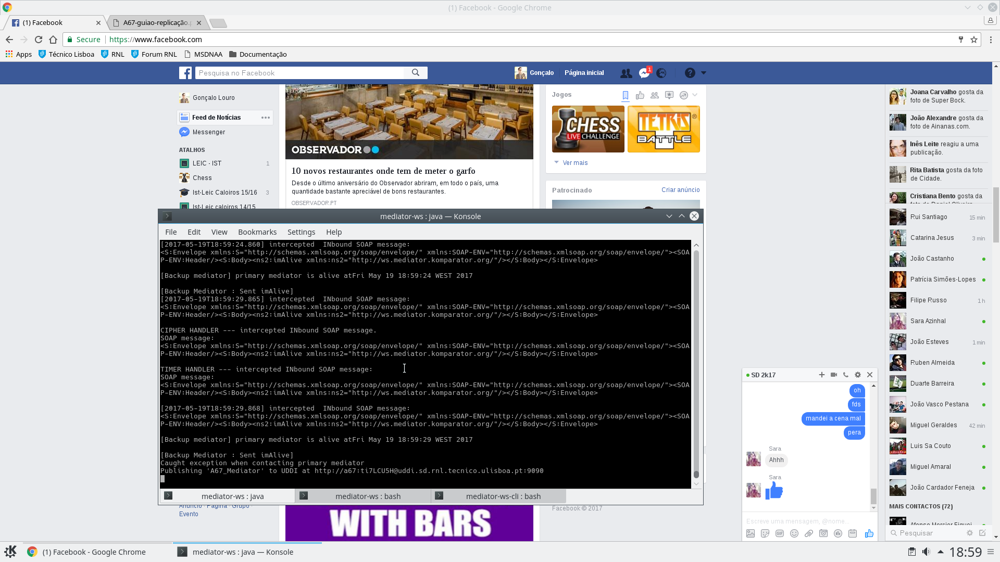 (1) Facebook - Google Chrome
(1) Facebook
A67-guiao-replicação.p
Secure
https://www.facebook.com
Apps
Técnico Lisboa
RNL
Forum RNL
MSDNAA
Documentação
Pesquisa no Facebook
Gonçalo
Página inicial
1
Gonçalo Louro
Feed de Notícias
Messenger
ATALHOS
LEIC - IST 1
Chess
Ist-Leic Caloiros 15/16 3
Ist-Leic caloiros 14/15
OBSERVADOR
10 novos restaurantes onde tem de meter o garfo
Desde o último aniversário do Observador abriram, em todo o país, uma
quantidade bastante apreciável de bons restaurantes.
OBSERVADOR.PT
Jogos
CHESS
LIVE CHALLENGE
TETRIS®
BATTLE
Ver mais
Patrocinado
Criar anúncio
Joana Carvalho gosta da
foto de Super Bock.
João Alexandre gosta da
foto de Ainanas.com.
Inês Leite reagiu a uma
publicação.
Rita Batista gosta da foto
de Cidade.
Cristiana Bento gosta da
Rui Santiago 15 min
Catarina Jesus 3 min
João Castanho
Patrícia Simões-Lopes
Filipe Russo 1 h
Sara Azinhal
João Esteves 1 min
Ruben Almeida
Duarte Barreira
João Vasco Pestana
Miguel Geraldes 42 min
Luis Sa Couto
Miguel Amaral
João Cardador Feneja
MAIS CONTACTOS (72)
Afonso Mercier Figuei
Pesquisar
mediator-ws : java — Konsole
File
Edit
View
Bookmarks
Settings
Help
[2017-05-19T18:59:24.860] intercepted  INbound SOAP message:
<S:Envelope xmlns:S="http://schemas.xmlsoap.org/soap/envelope/" xmlns:SOAP-ENV="http://schemas.xmlsoap.org/soap/envelope/"><SOA
P-ENV:Header/><S:Body><ns2:imAlive xmlns:ns2="http://ws.mediator.komparator.org/"/></S:Body></S:Envelope>
[Backup mediator] primary mediator is alive atFri May 19 18:59:24 WEST 2017
[Backup Mediator : Sent imAlive]
[2017-05-19T18:59:29.865] intercepted  INbound SOAP message:
<S:Envelope xmlns:S="http://schemas.xmlsoap.org/soap/envelope/" xmlns:SOAP-ENV="http://schemas.xmlsoap.org/soap/envelope/"><SOA
P-ENV:Header/><S:Body><ns2:imAlive xmlns:ns2="http://ws.mediator.komparator.org/"/></S:Body></S:Envelope>
CIPHER HANDLER --- intercepted INbound SOAP message.
SOAP message:
<S:Envelope xmlns:S="http://schemas.xmlsoap.org/soap/envelope/" xmlns:SOAP-ENV="http://schemas.xmlsoap.org/soap/envelope/"><SOA
P-ENV:Header/><S:Body><ns2:imAlive xmlns:ns2="http://ws.mediator.komparator.org/"/></S:Body></S:Envelope>
TIMER HANDLER --- intercepted INbound SOAP message:
SOAP message:
<S:Envelope xmlns:S="http://schemas.xmlsoap.org/soap/envelope/" xmlns:SOAP-ENV="http://schemas.xmlsoap.org/soap/envelope/"><SOA
P-ENV:Header/><S:Body><ns2:imAlive xmlns:ns2="http://ws.mediator.komparator.org/"/></S:Body></S:Envelope>
[2017-05-19T18:59:29.868] intercepted  INbound SOAP message:
<S:Envelope xmlns:S="http://schemas.xmlsoap.org/soap/envelope/" xmlns:SOAP-ENV="http://schemas.xmlsoap.org/soap/envelope/"><SOA
P-ENV:Header/><S:Body><ns2:imAlive xmlns:ns2="http://ws.mediator.komparator.org/"/></S:Body></S:Envelope>
[Backup mediator] primary mediator is alive atFri May 19 18:59:29 WEST 2017
[Backup Mediator : Sent imAlive]
Caught exception when contacting primary mediator
Publishing 'A67_Mediator' to UDDI at http://a67:ti7LCU5H@uddi.sd.rnl.tecnico.ulisboa.pt:9090
mediator-ws : java
mediator-ws : bash
mediator-ws-cli : bash
Anúncio · Página · Grupo ·
Evento
WITH BARS
Facebook © 2017
SD 2k17
oh
fds
mandei a cena mal
pera
Sara
Ahhh
Sara
Escreve uma mensagem, @nome...
GIF
(1) Facebook - Google Chrome
mediator-ws : java — Konsole
18:59